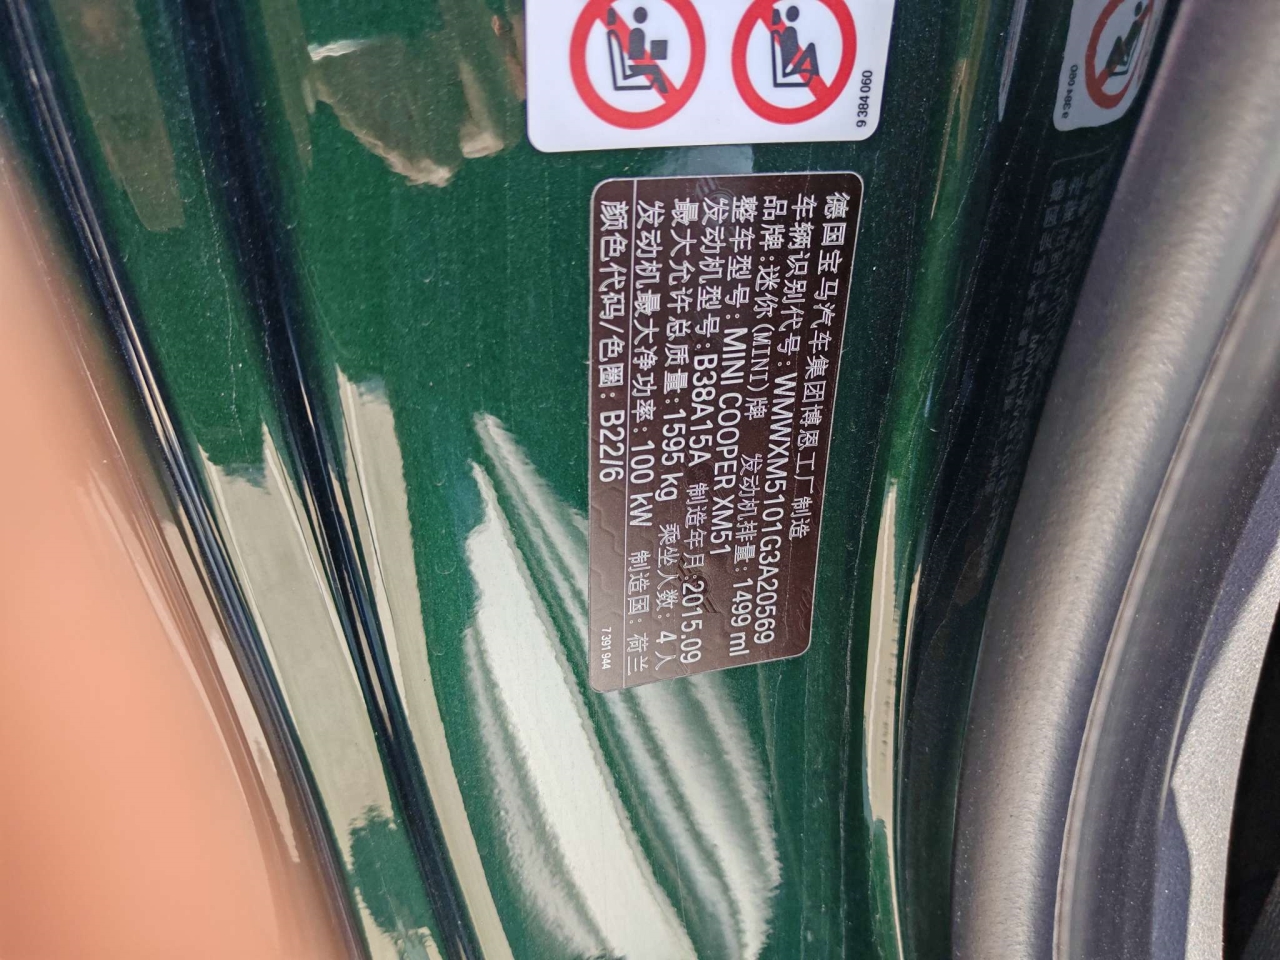 9 384 060
德国宝马汽车集团博恩工厂 制造
车辆识别代号: WMWXM5101G3A20569
品牌:迷你(MINI)牌 发动机排量: 1499 ml
整车型号: MINI COOPER XM51
发动机型号: B38A15A 制造年月:2015.09
最大允许总质量: 1595 kg 乘坐人数: 4人
发动机最大净功率: 100 kW 制造国: 荷兰
颜色代码/色圈: B22/6
7 391 944